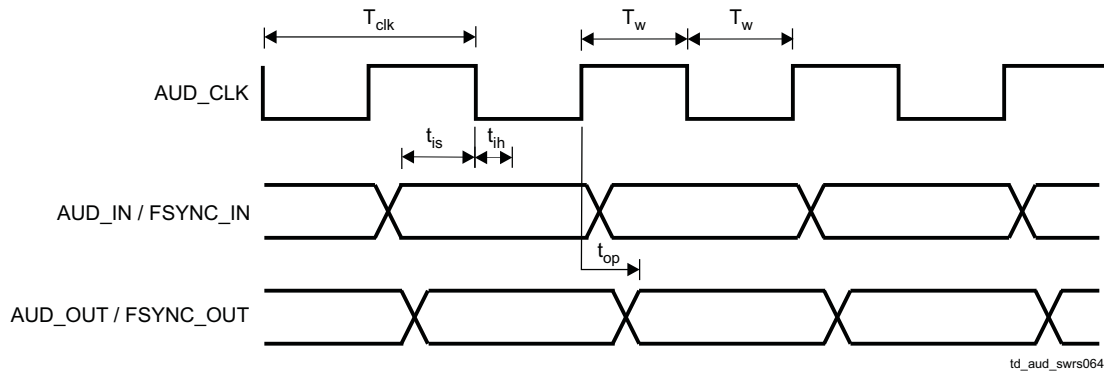 T_clk T_w T_w
AUD_CLK
t_is t_ih
AUD_IN / FSYNC_IN
t_op
AUD_OUT / FSYNC_OUT
td_aud_swrs064